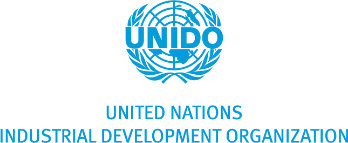 UNIDO
UNITED NATIONS
INDUSTRIAL DEVELOPMENT ORGANIZATION